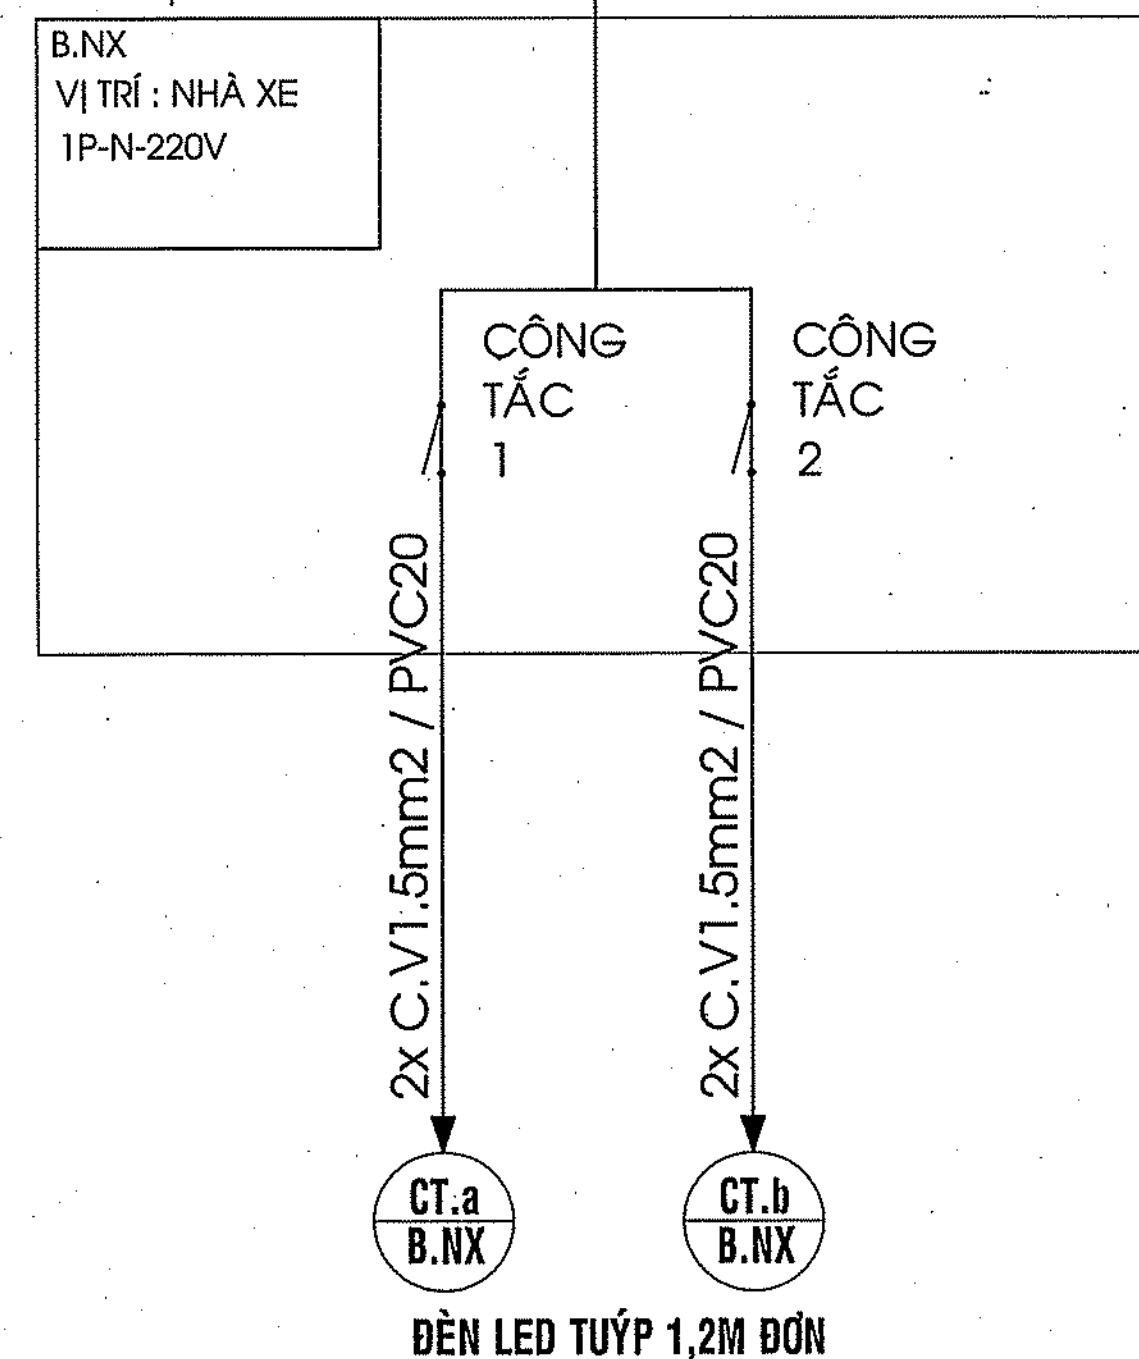 B.NX
VỊ TRÍ : NHÀ XE
1P-N-220V
CÔNG
TẮC
1
CÔNG
TẮC
2
2x C.V1.5mm2 / PVC20
2x C.V1.5mm2 / PVC20
CT.a
B.NX
CT.b
B.NX
ĐÈN LED TUÝP 1,2M ĐƠN